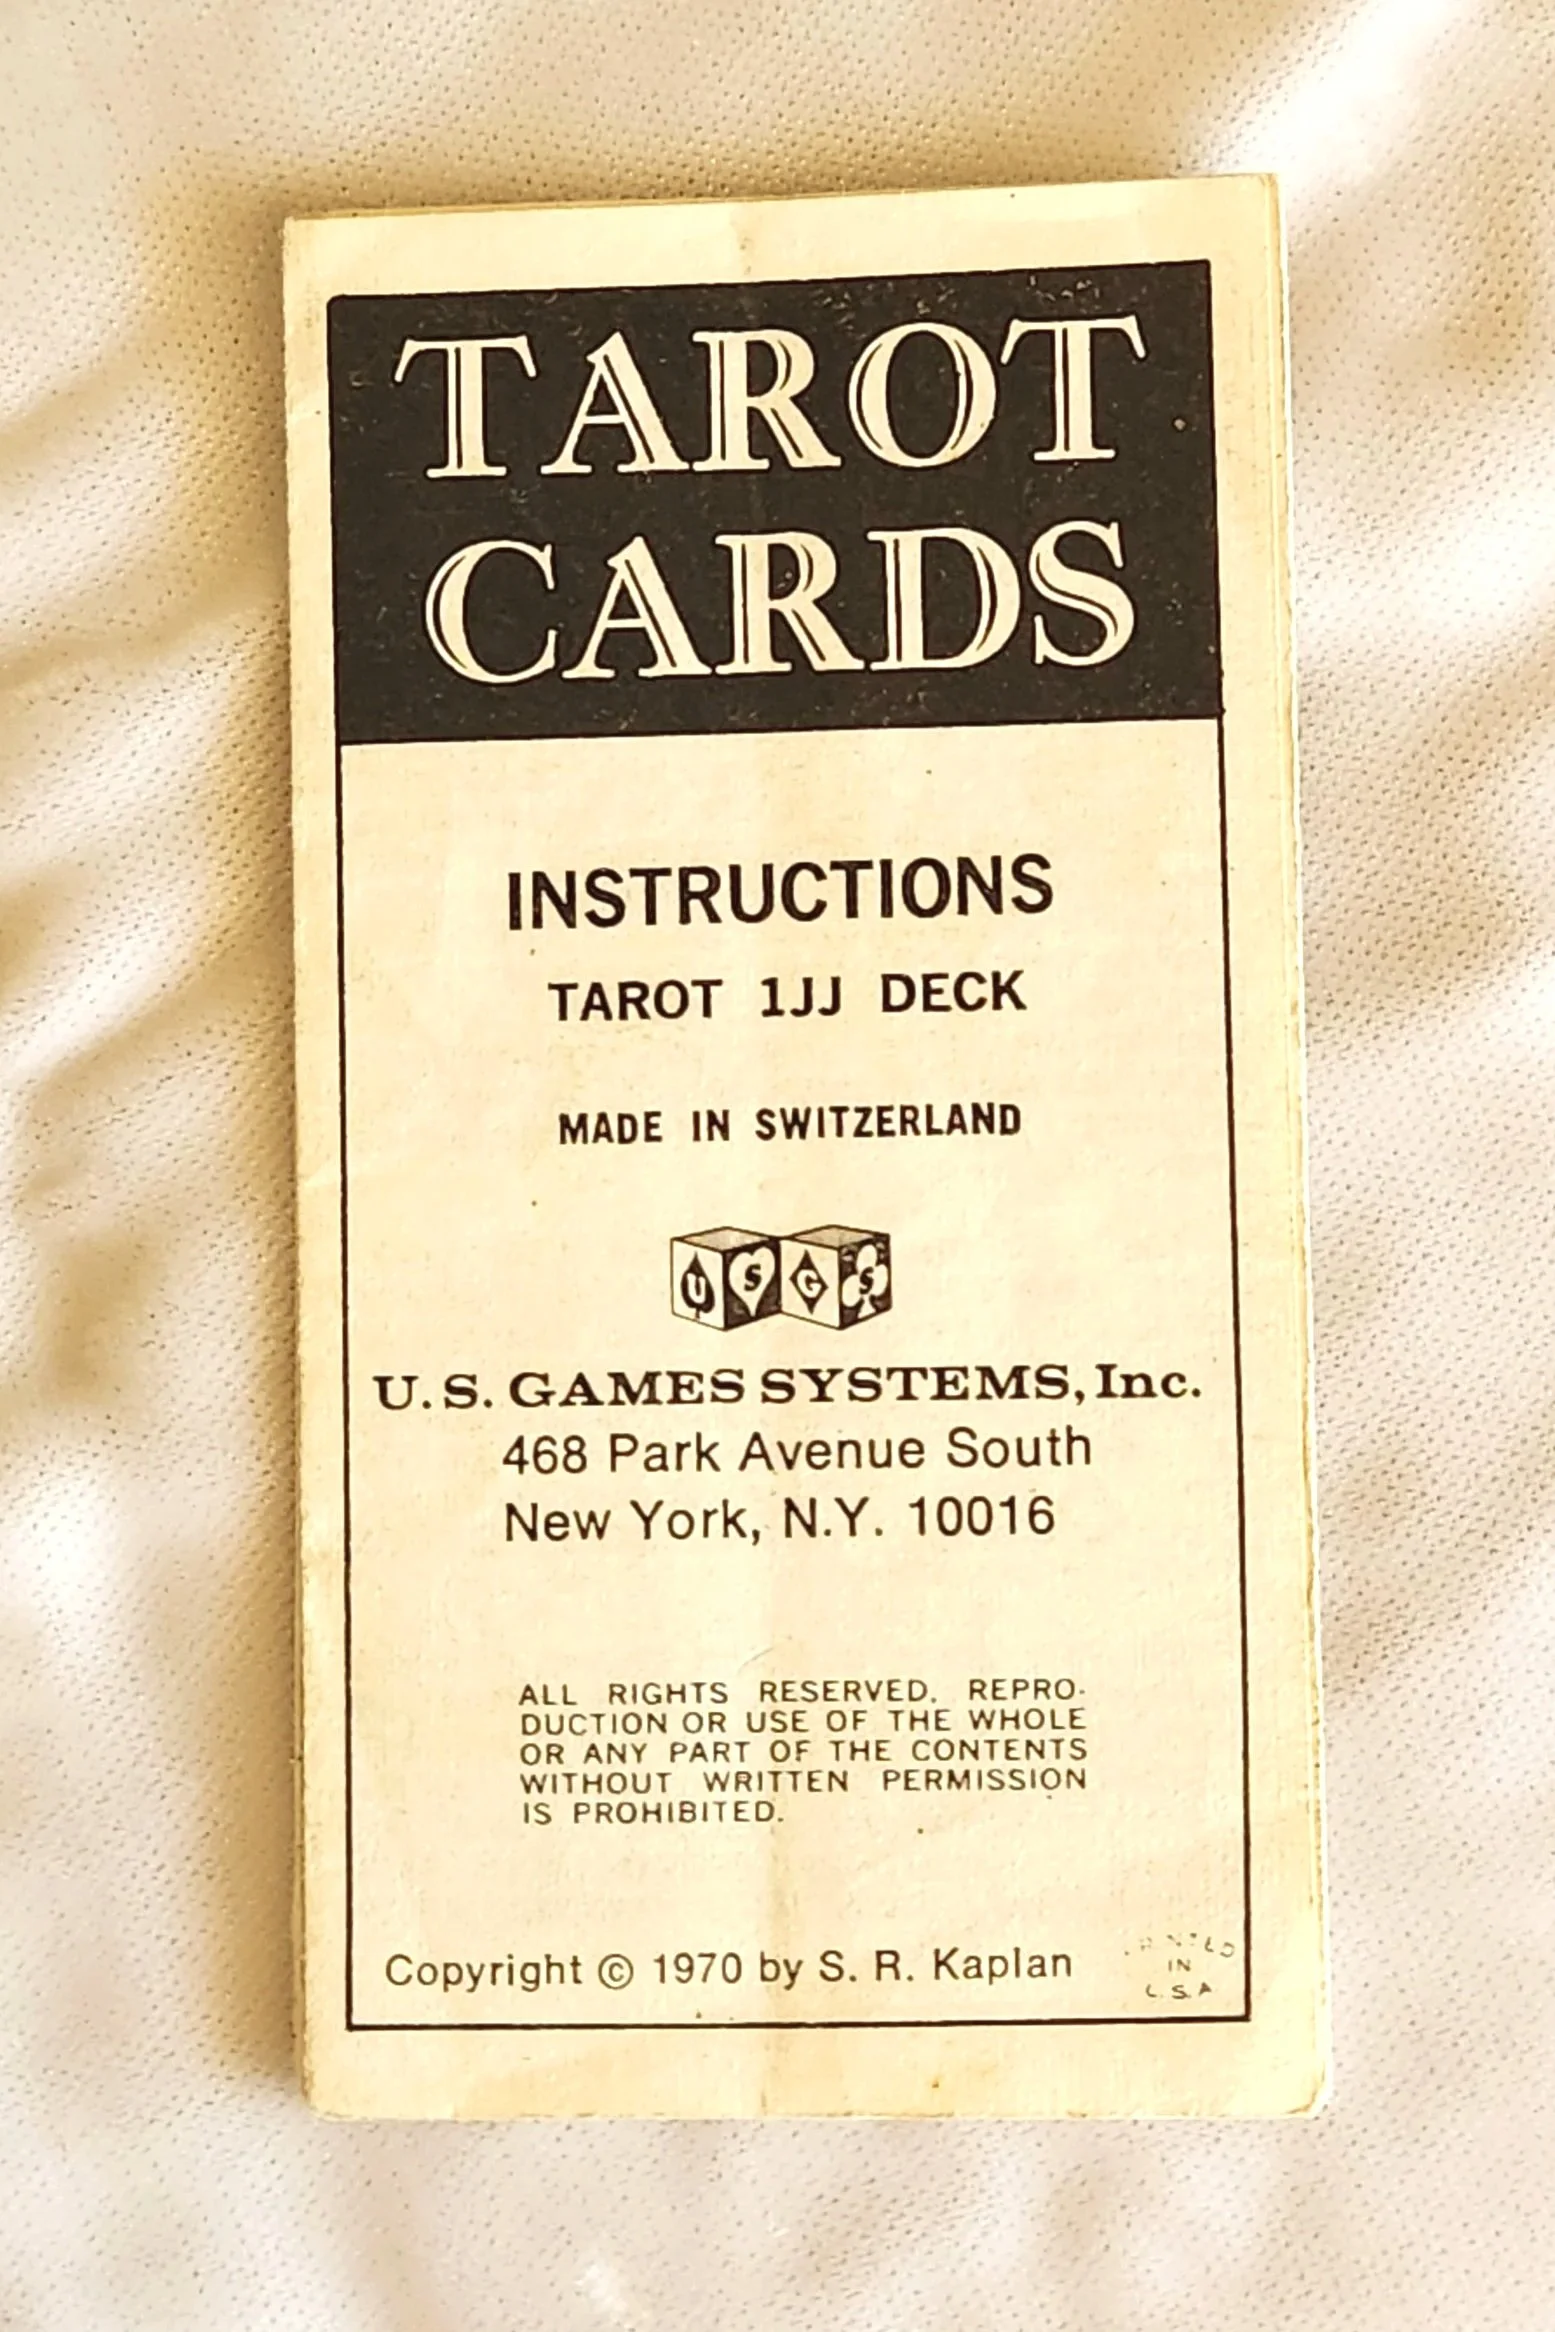 TAROT
CARDS
INSTRUCTIONS
TAROT 1JJ DECK
MADE IN SWITZERLAND
U S G S
U.S. GAMES SYSTEMS, Inc.
468 Park Avenue South
New York, N.Y. 10016
ALL RIGHTS RESERVED. REPRO-
DUCTION OR USE OF THE WHOLE
OR ANY PART OF THE CONTENTS
WITHOUT WRITTEN PERMISSION
IS PROHIBITED.
Copyright © 1970 by S. R. Kaplan
IN